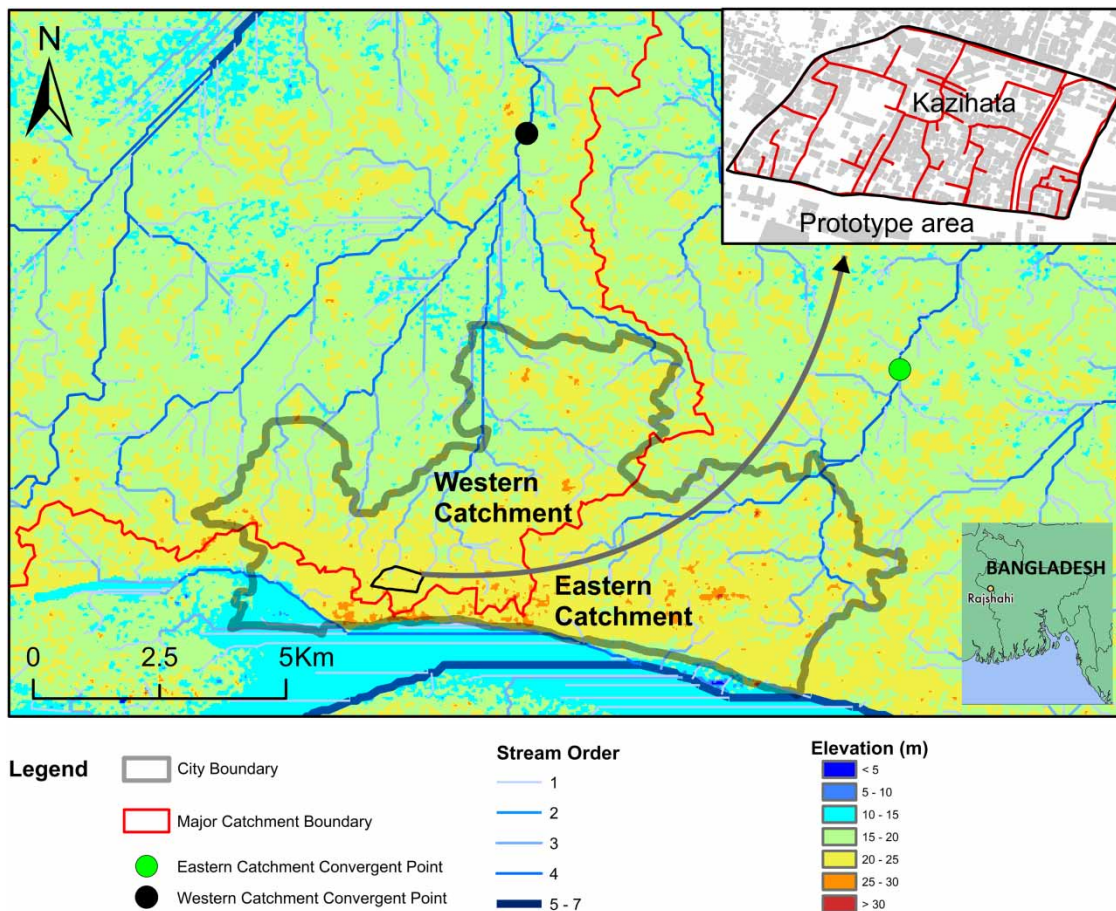 N
Kazihata
Prototype area
Western
Catchment
Eastern
Catchment
BANGLADESH
Rajshahi
0 2.5 5Km
Legend
City Boundary
Major Catchment Boundary
Eastern Catchment Convergent Point
Western Catchment Convergent Point
Stream Order
1
2
3
4
5 - 7
Elevation (m)
< 5
5 - 10
10 - 15
15 - 20
20 - 25
25 - 30
> 30